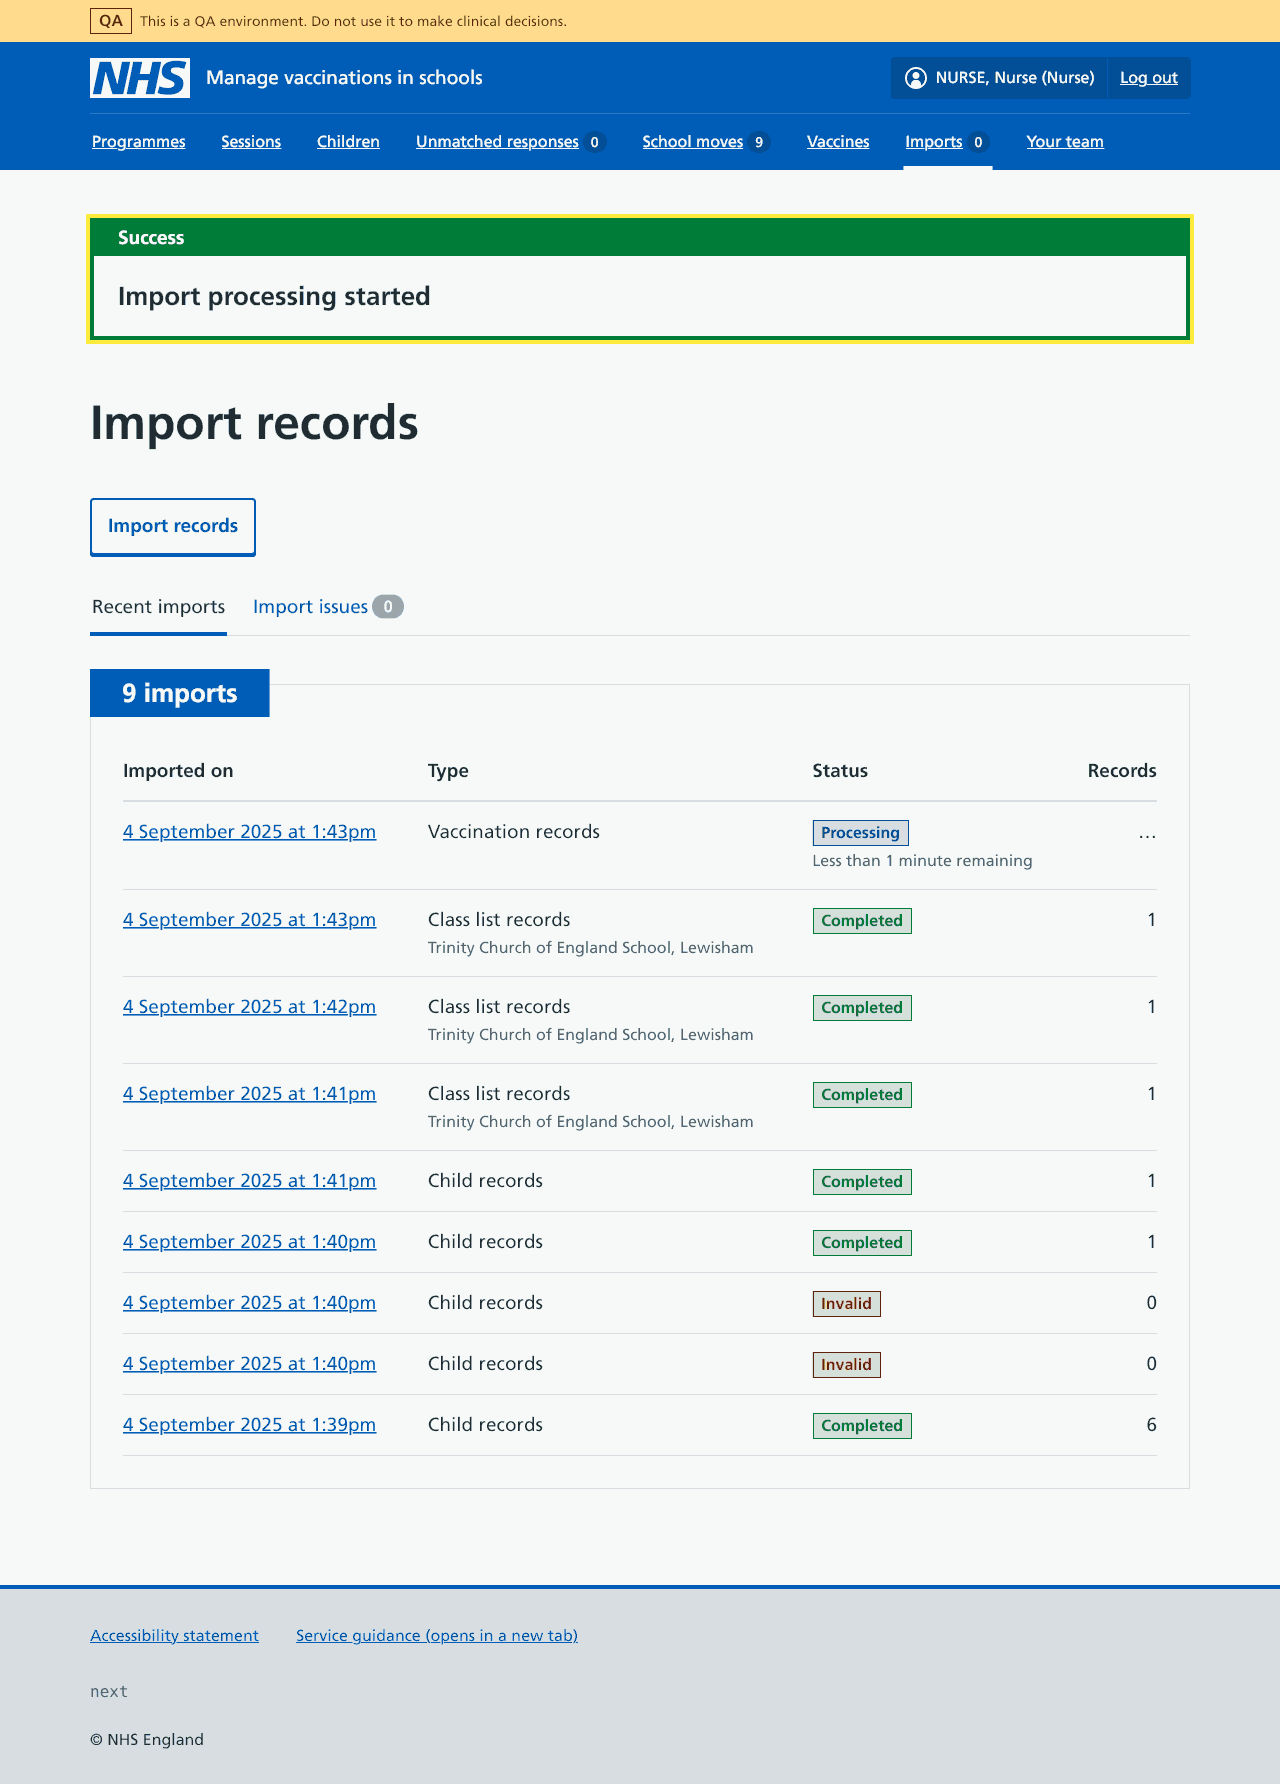 QA This is a QA environment. Do not use it to make clinical decisions.
NHS Manage vaccinations in schools NURSE, Nurse (Nurse) Log out
Programmes Sessions Children Unmatched responses 0 School moves 9 Vaccines Imports 0 Your team
Success
Import processing started
Import records
Import records
Recent imports Import issues 0
9 imports
Imported on Type Status Records
4 September 2025 at 1:43pm Vaccination records Processing ...
Less than 1 minute remaining
4 September 2025 at 1:43pm Class list records Completed 1
Trinity Church of England School, Lewisham
4 September 2025 at 1:42pm Class list records Completed 1
Trinity Church of England School, Lewisham
4 September 2025 at 1:41pm Class list records Completed 1
Trinity Church of England School, Lewisham
4 September 2025 at 1:41pm Child records Completed 1
4 September 2025 at 1:40pm Child records Completed 1
4 September 2025 at 1:40pm Child records Invalid 0
4 September 2025 at 1:40pm Child records Invalid 0
4 September 2025 at 1:39pm Child records Completed 6
Accessibility statement Service guidance (opens in a new tab)
next
© NHS England